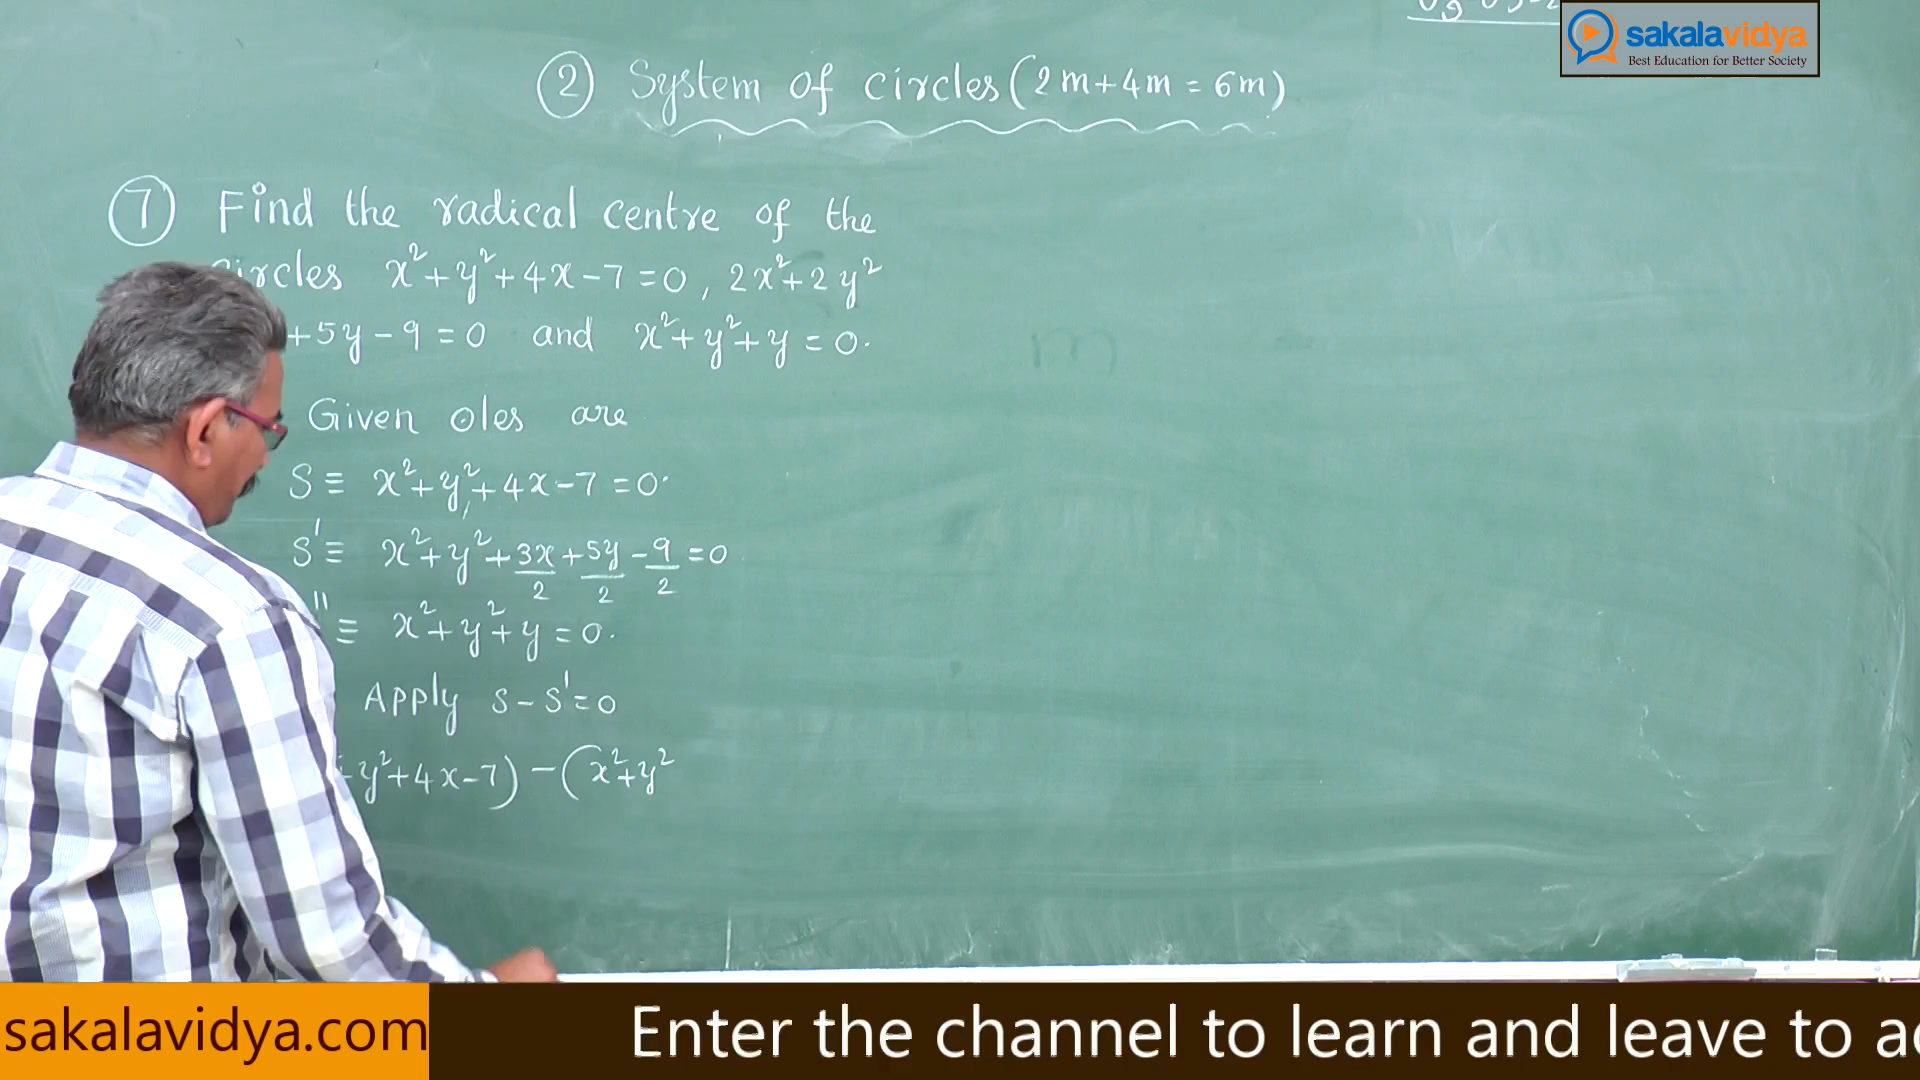 sakalavidya
Best Education for Better Society
② System of circles (2m+4m = 6m)
⑦ Find the radical centre of the
circles x²+y²+4x-7=0, 2x²+2y²
+5y-9=0 and x²+y²+y=0.
Given oles are
S≡ x²+y²+4x-7=0.
S'≡ x²+y²+3x/2+5y/2-9/2=0
"≡ x²+y²+y=0.
Apply S-S'=0
+y²+4x-7)-(x²+y²
sakalavidya.com
Enter the channel to learn and leave to